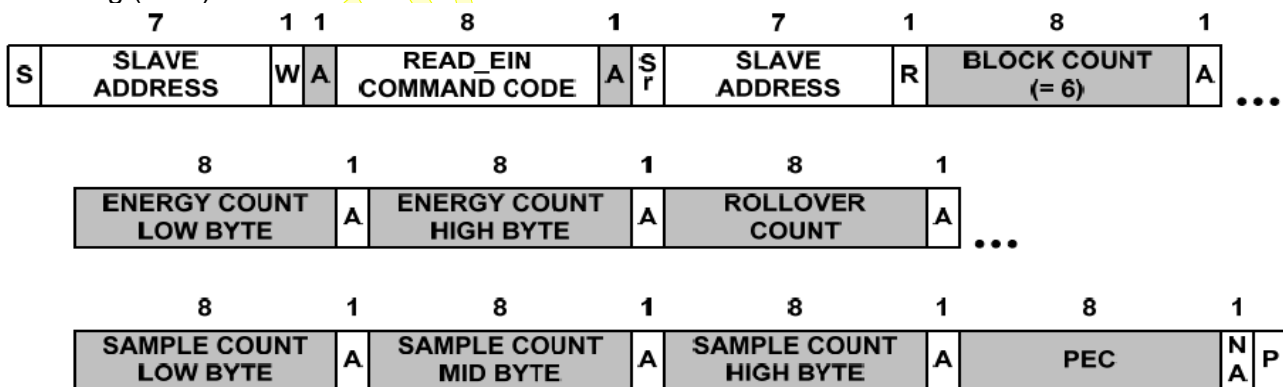 7 1 1 8 1 7 1 8 1
S SLAVE ADDRESS W A READ_EIN COMMAND CODE A Sr SLAVE ADDRESS R BLOCK COUNT (= 6) A ...
8 1 8 1 8 1
ENERGY COUNT LOW BYTE A ENERGY COUNT HIGH BYTE A ROLLOVER COUNT A ...
8 1 8 1 8 1 8 1
SAMPLE COUNT LOW BYTE A SAMPLE COUNT MID BYTE A SAMPLE COUNT HIGH BYTE A PEC NA P